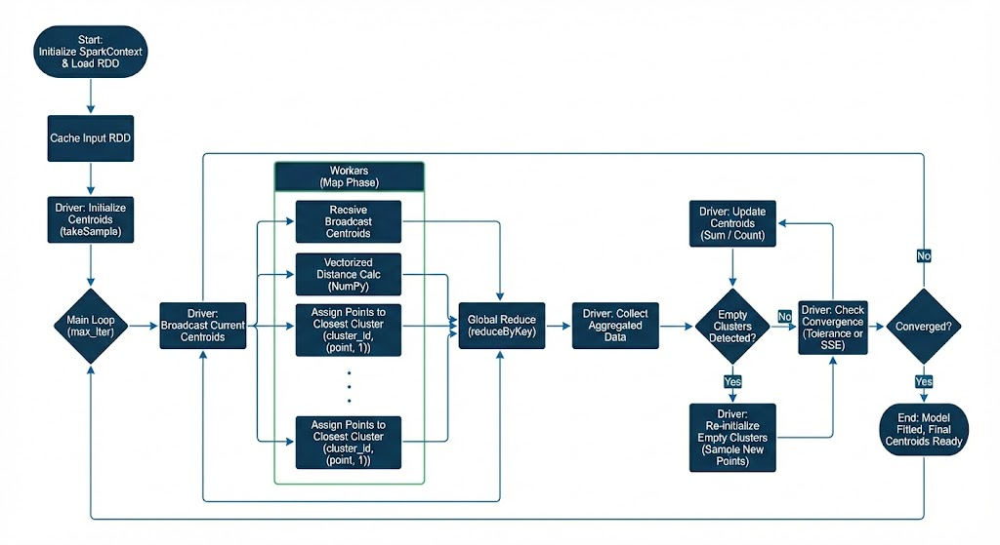 Start:
Initialize SparkContext
& Load RDD
Cache Input RDD
Driver: Initialize
Centroids
(takeSample)
Main Loop
(max_Iter)
Driver:
Broadcast Current
Centroids
Workers
(Map Phase)
Recsive
Broadcast
Centroids
Vectorized
Distance Calc
(NumPy)
Assign Points to
Closest Cluster
(cluster_id,
(point, 1))
Assign Points to
Closest Cluster
(cluster_id,
(point, 1))
Global Reduce
(reduceByKey)
Driver: Collect
Aggregated
Data
Driver: Update
Centroids
(Sum / Count)
Empty
Clusters
Detected?
No
Yes
Driver:
Re-initialize
Empty Clusters
(Samole New
Points)
Driver: Check
Convergence
(Tolerance or
SSE)
No
Converged?
Yes
End: Model
Fitted, Final
Centroids Ready